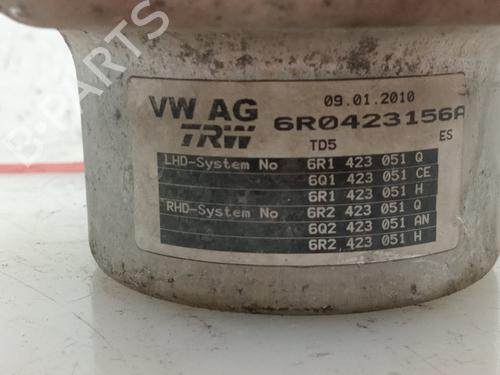 VW AG 09.01.2010
TRW 6R0423156A
TD5 ES
LHD-System No 6R1 423 051 Q
6Q1 423 051 CE
6R1 423 051 H
RHD-System No 6R2 423 051 Q
6Q2 423 051 AN
6R2 423 051 H
B-Parts